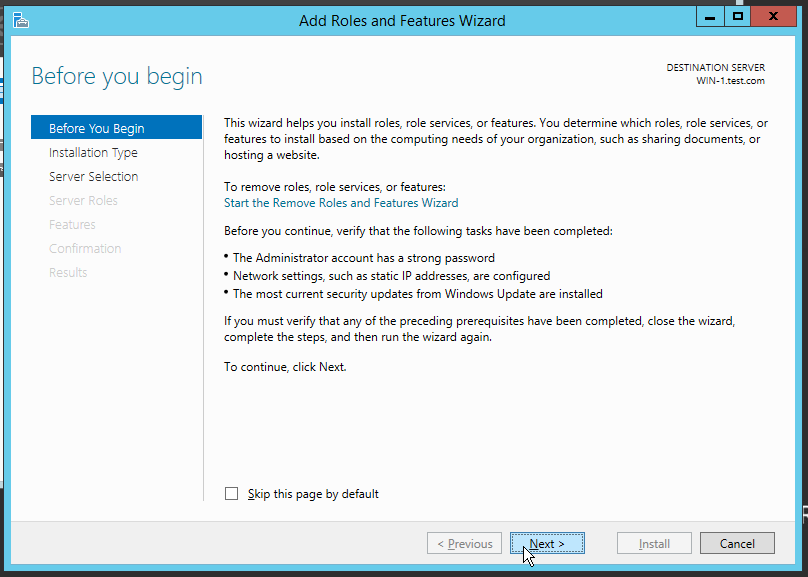 Add Roles and Features Wizard
Before you begin
DESTINATION SERVER
WIN-1.test.com
Before You Begin
Installation Type
Server Selection
Server Roles
Features
Confirmation
Results
This wizard helps you install roles, role services, or features. You determine which roles, role services, or
features to install based on the computing needs of your organization, such as sharing documents, or
hosting a website.
To remove roles, role services, or features:
Start the Remove Roles and Features Wizard
Before you continue, verify that the following tasks have been completed:
• The Administrator account has a strong password
• Network settings, such as static IP addresses, are configured
• The most current security updates from Windows Update are installed
If you must verify that any of the preceding prerequisites have been completed, close the wizard,
complete the steps, and then run the wizard again.
To continue, click Next.
Skip this page by default
< Previous
Next >
Install
Cancel